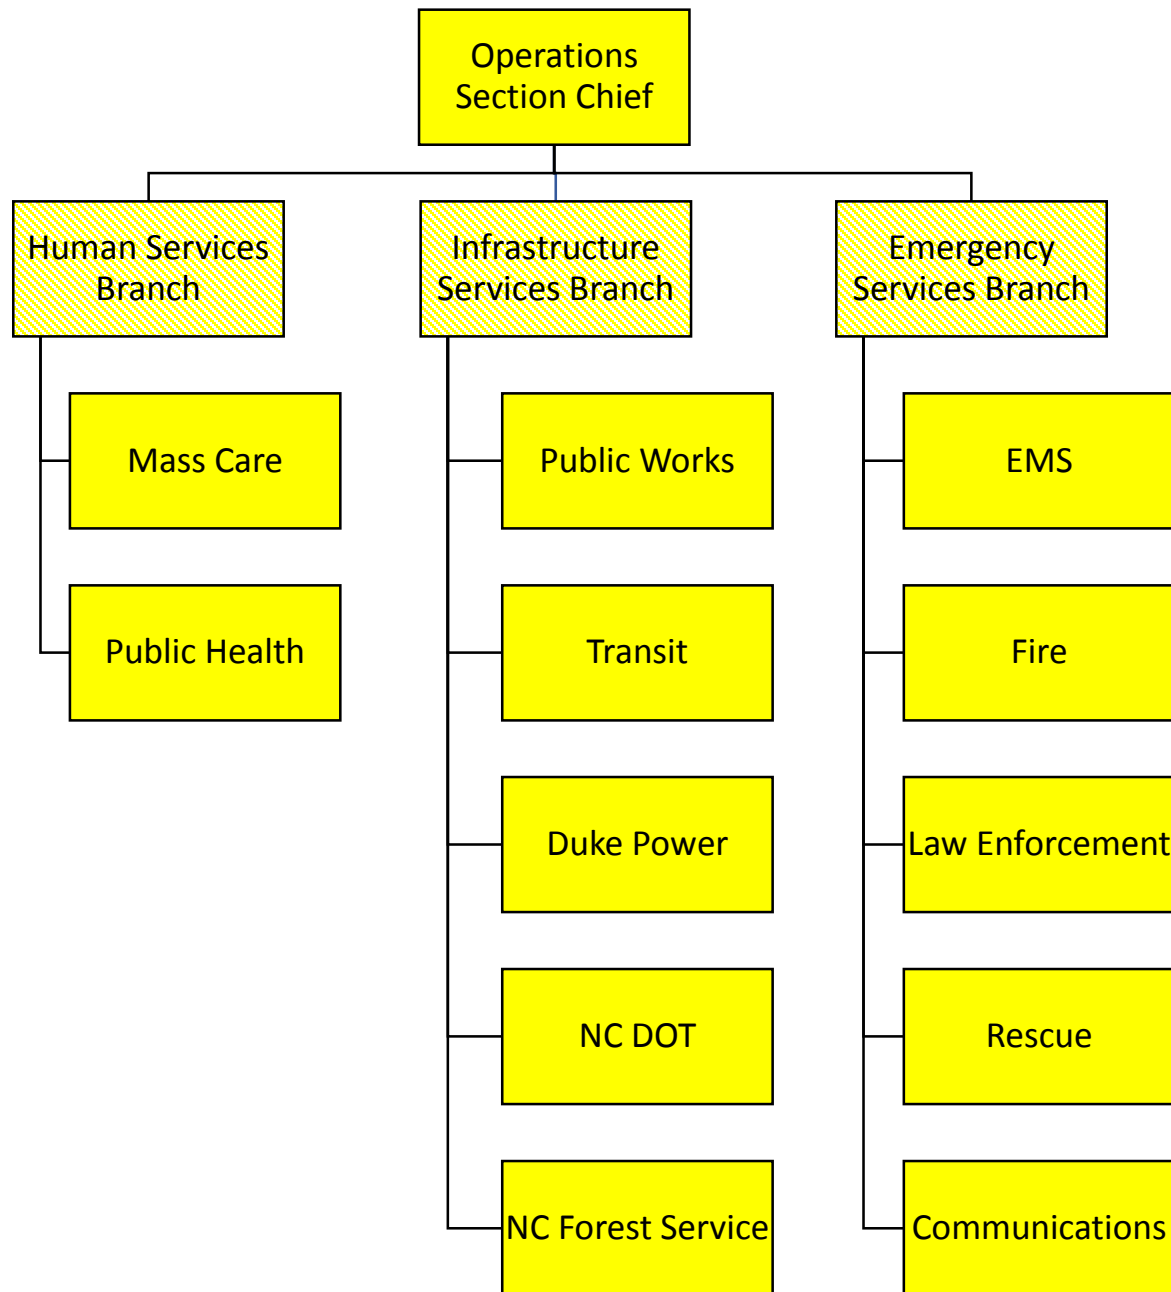 Operations
Section Chief
Human Services
Branch
Infrastructure
Services Branch
Emergency
Services Branch
Mass Care
Public Works
EMS
Public Health
Transit
Fire
Duke Power
Law Enforcement
NC DOT
Rescue
NC Forest Service
Communications